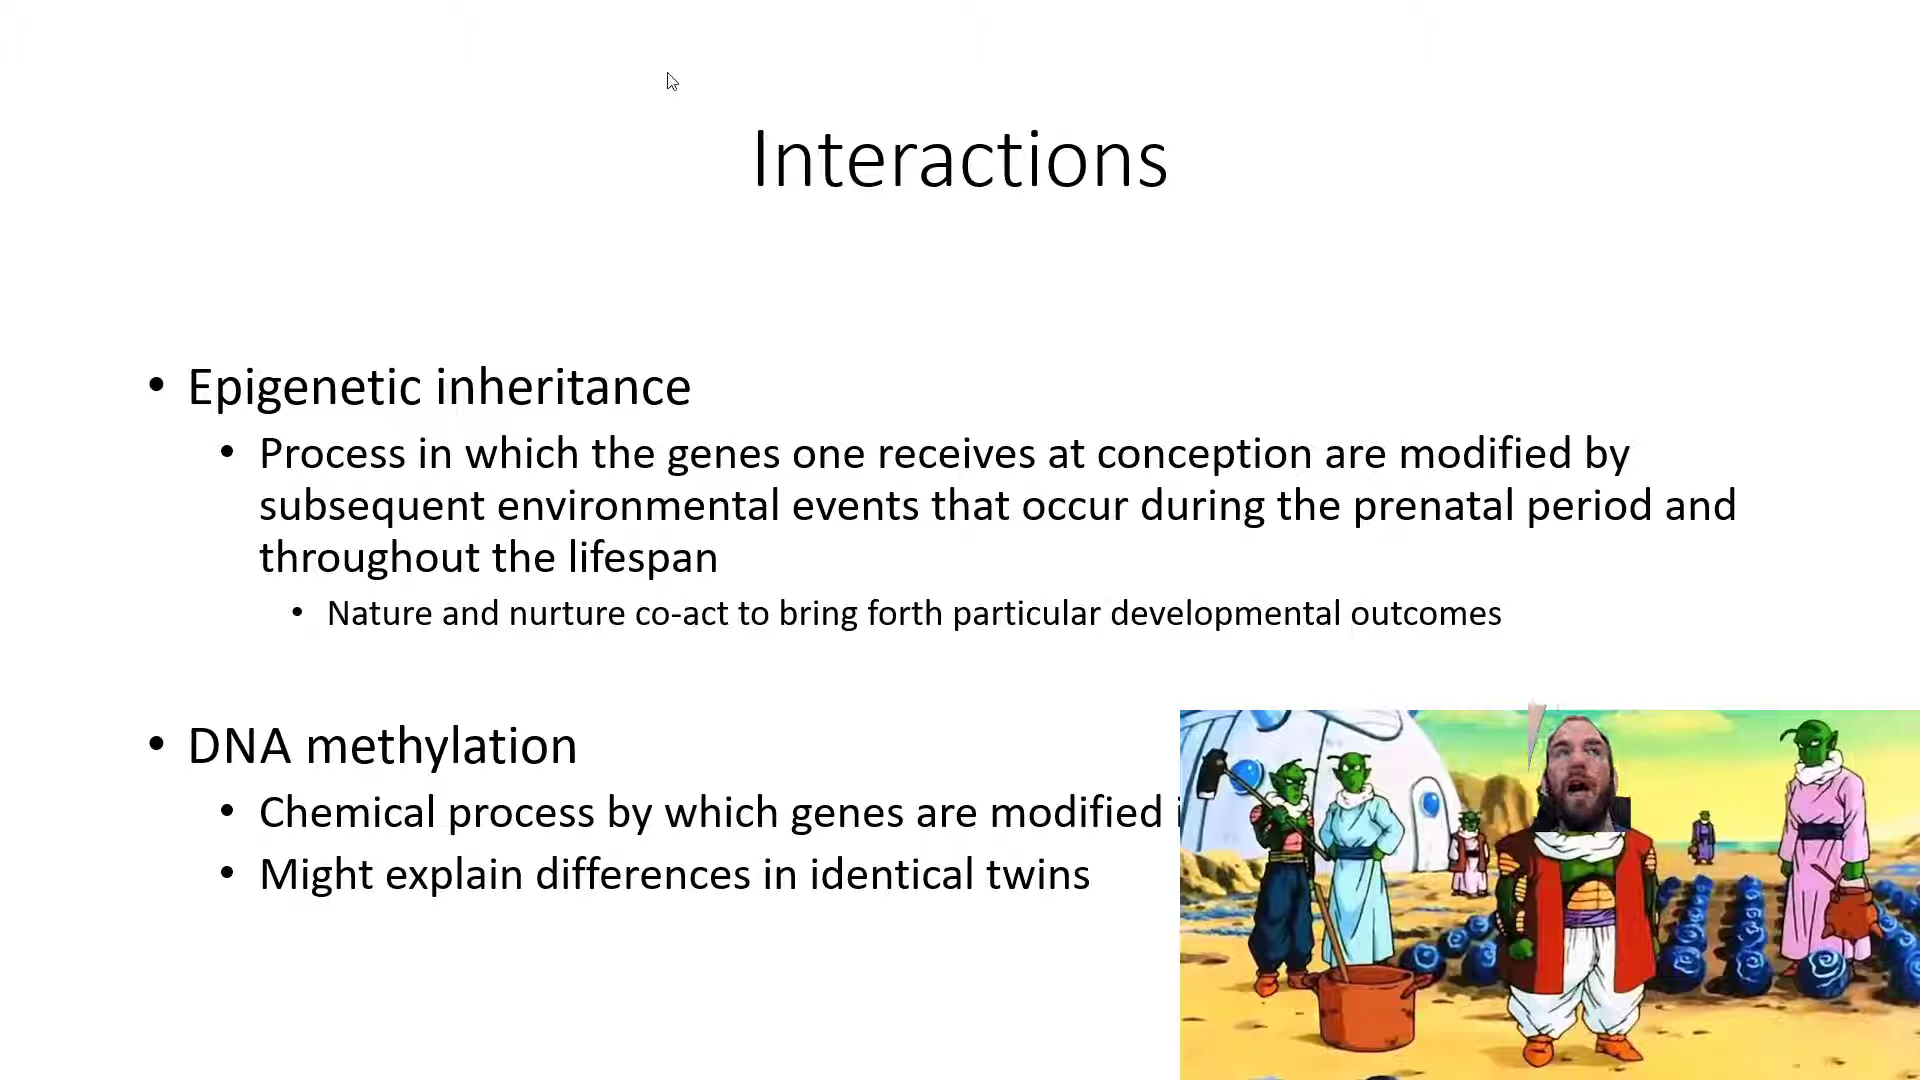 Interactions
• Epigenetic inheritance
• Process in which the genes one receives at conception are modified by
subsequent environmental events that occur during the prenatal period and
throughout the lifespan
• Nature and nurture co-act to bring forth particular developmental outcomes
• DNA methylation
• Chemical process by which genes are modified
• Might explain differences in identical twins